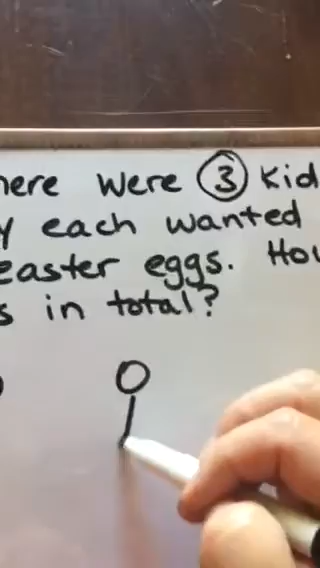 here were 3 kid
y each wanted
easter eggs. Hou
s in total?